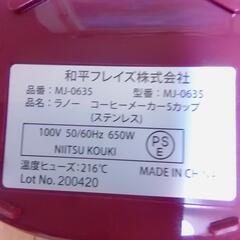 和平フレイズ株式会社
品番：MJ-0635　型番：MJ-0635
品名：ラノー　コーヒーメーカー5カップ
(ステンレス)
100V 50/60Hz 650W
NIITSU KOUKI
PS
E
温度ヒューズ：216℃
MADE IN CHINA
Lot No. 200420